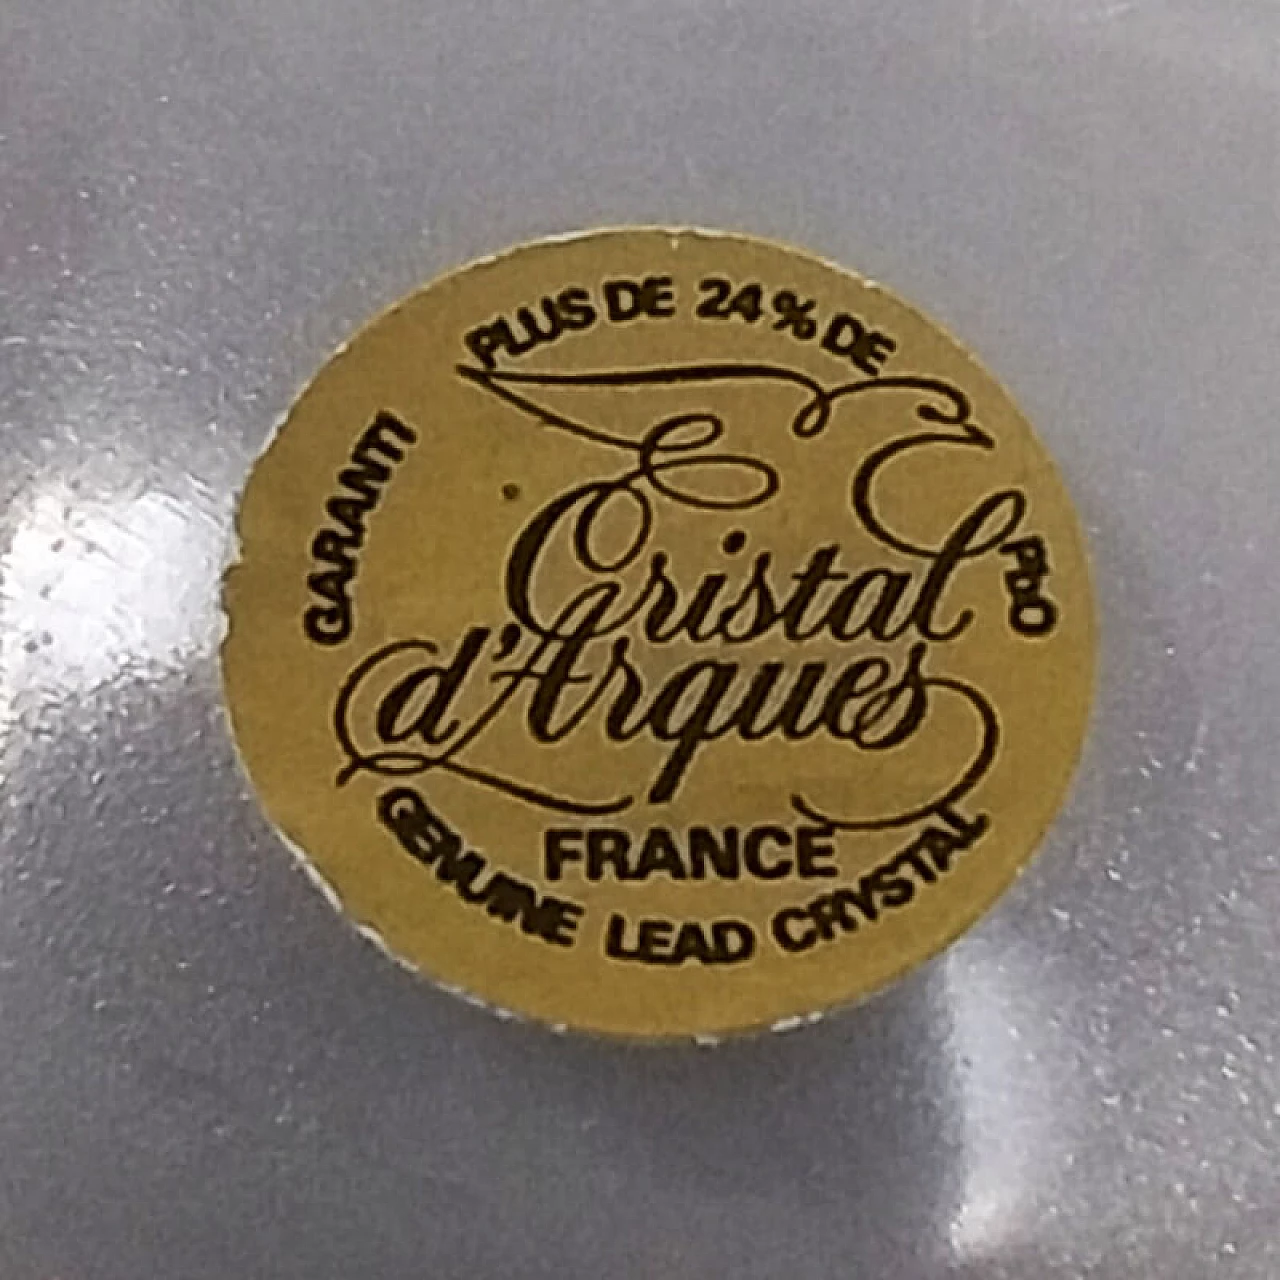 GARANTI PLUS DE 24% DE PbO
Cristal
d'Arques
FRANCE
GENUINE LEAD CRYSTAL